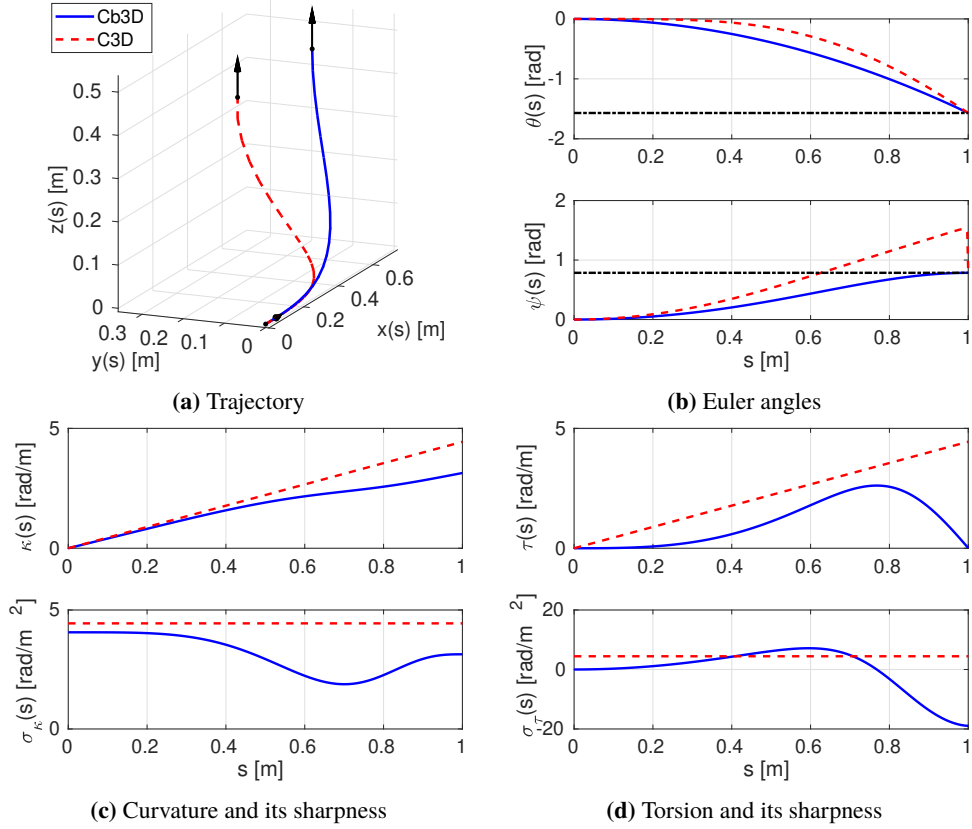 Cb3D
C3D
z(s) [m]
0.5
0.4
0.3
0.2
0.1
0
0.3
0.2
0.1
0
y(s) [m]
0
0.2
0.4
0.6
x(s) [m]
(a) Trajectory
θ(s) [rad]
0
-1
-2
0 0.2 0.4 0.6 0.8 1
ψ(s) [rad]
2
1
0
0 0.2 0.4 0.6 0.8 1
s [m]
(b) Euler angles
κ(s) [rad/m]
5
0
0 0.2 0.4 0.6 0.8 1
σκ(s) [rad/m 2]
5
0
0 0.2 0.4 0.6 0.8 1
s [m]
(c) Curvature and its sharpness
τ(s) [rad/m]
5
0
0 0.2 0.4 0.6 0.8 1
στ(s) [rad/m 2]
20
0
-20
0 0.2 0.4 0.6 0.8 1
s [m]
(d) Torsion and its sharpness